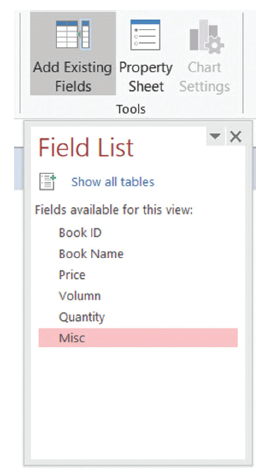 Add Existing Fields
Property Sheet
Chart Settings
Tools
Field List
Show all tables
Fields available for this view:
Book ID
Book Name
Price
Volumn
Quantity
Misc